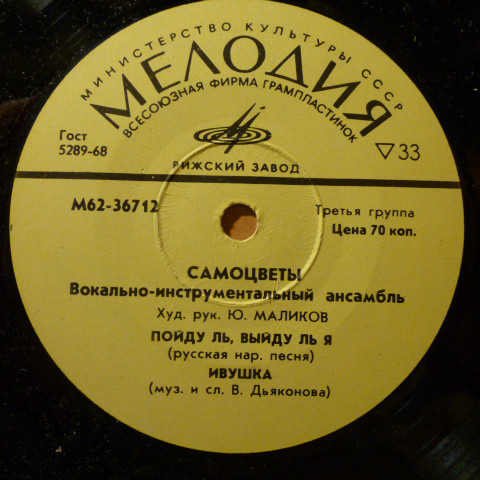 МИНИСТЕРСТВО КУЛЬТУРЫ СССР
МЕЛОДИЯ
ВСЕСОЮЗНАЯ ФИРМА ГРАМПЛАСТИНОК
Гост
5289-68
▽33
РИЖСКИЙ ЗАВОД
М62-36712
Третья группа
Цена 70 коп.
САМОЦВЕТЫ
Вокально-инструментальный ансамбль
Худ. рук. Ю. МАЛИКОВ
ПОЙДУ ЛЬ, ВЫЙДУ ЛЬ Я
(русская нар. песня)
ИВУШКА
(муз. и сл. В. Дьяконова)